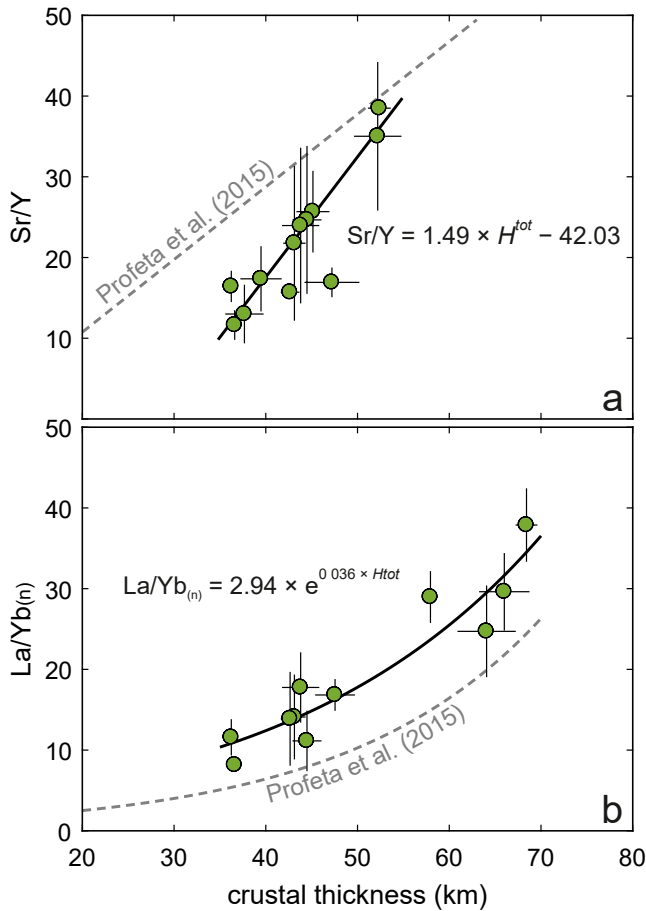 50
40
30
20
10
Sr/Y
Profeta et al. (2015)
Sr/Y = 1.49 × H^tot – 42.03
a
50
40
30
20
10
0
La/Yb(n)
La/Yb(n) = 2.94 × e^0 036 × Htot
Profeta et al. (2015)
b
20 30 40 50 60 70 80
crustal thickness (km)